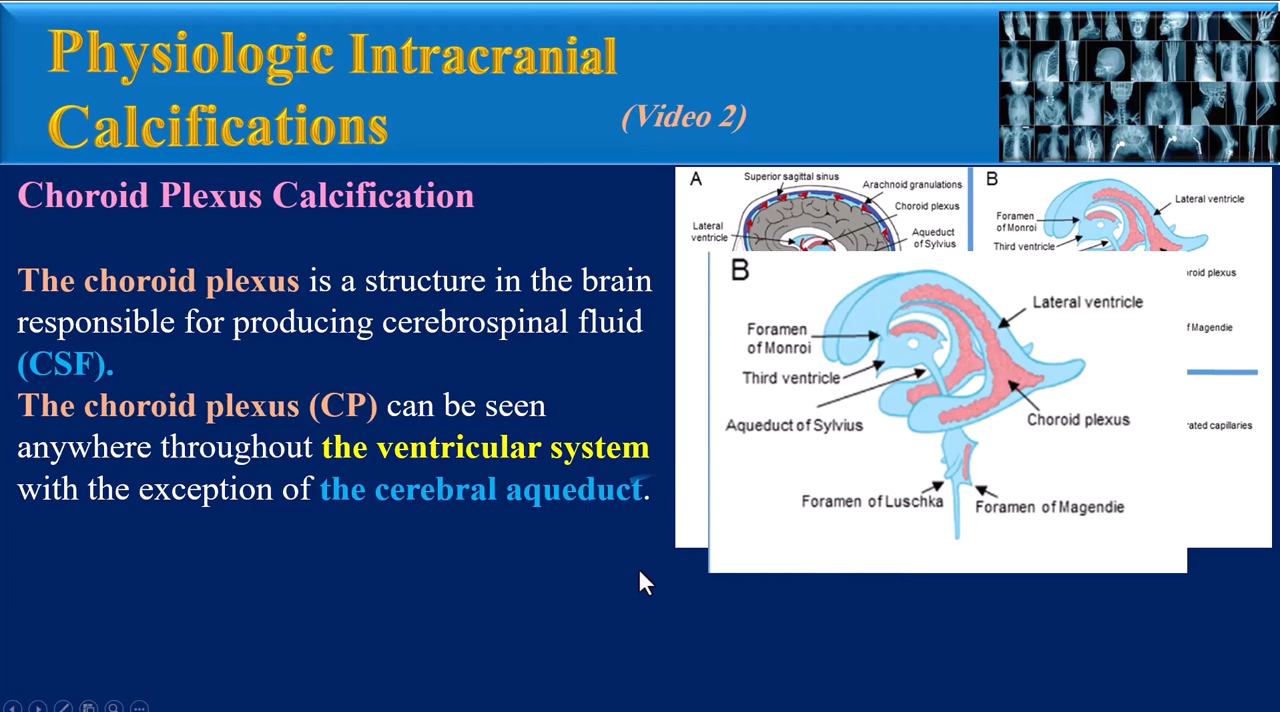 Physiologic Intracranial
Calcifications
(Video 2)
Choroid Plexus Calcification
The choroid plexus is a structure in the brain
responsible for producing cerebrospinal fluid
(CSF).
The choroid plexus (CP) can be seen
anywhere throughout the ventricular system
with the exception of the cerebral aqueduct.
A
Superior sagittal sinus
Arachnoid granulations
Choroid plexus
Lateral
ventricle
Aqueduct
of Sylvius
B
Lateral ventricle
Foramen
of Monroi
Third ventricle
plexus
of Magendie
capillaries
B
Lateral ventricle
Foramen
of Monroi
Third ventricle
Aqueduct of Sylvius
Choroid plexus
Foramen of Luschka
Foramen of Magendie